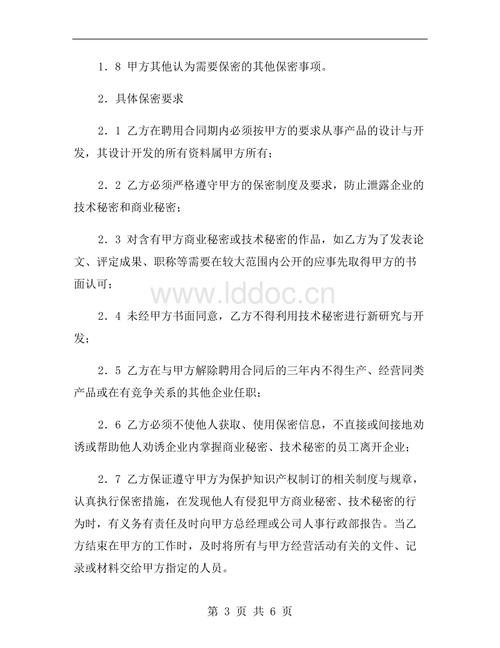 1．8 甲方其他认为需要保密的其他保密事项。
2．具体保密要求
2．1 乙方在聘用合同期内必须按甲方的要求从事产品的设计与开
发，其设计开发的所有资料属甲方所有；
2．2 乙方必须严格遵守甲方的保密制度及要求，防止泄露企业的
技术秘密和商业秘密；
2．3 对含有甲方商业秘密或技术秘密的作品，如乙方为了发表论
文、评定成果、职称等需要在较大范围内公开的应事先取得甲方的书
面认可；
www.lddoc.cn
2．4 未经甲方书面同意，乙方不得利用技术秘密进行新研究与开
发；
2．5 乙方在与甲方解除聘用合同后的三年内不得生产、经营同类
产品或在有竞争关系的其他企业任职；
2．6 乙方必须不使他人获取、使用保密信息，不直接或间接地劝
诱或帮助他人劝诱企业内掌握商业秘密、技术秘密的员工离开企业；
2．7 乙方保证遵守甲方为保护知识产权制订的相关制度与规章，
认真执行保密措施，在发现他人有侵犯甲方商业秘密、技术秘密的行
为时，有义务有责任及时向甲方总经理或公司人事行政部报告。当乙
方结束在甲方的工作时，及时将所有与甲方经营活动有关的文件、记
录或材料交给甲方指定的人员。
第 3 页 共 6 页